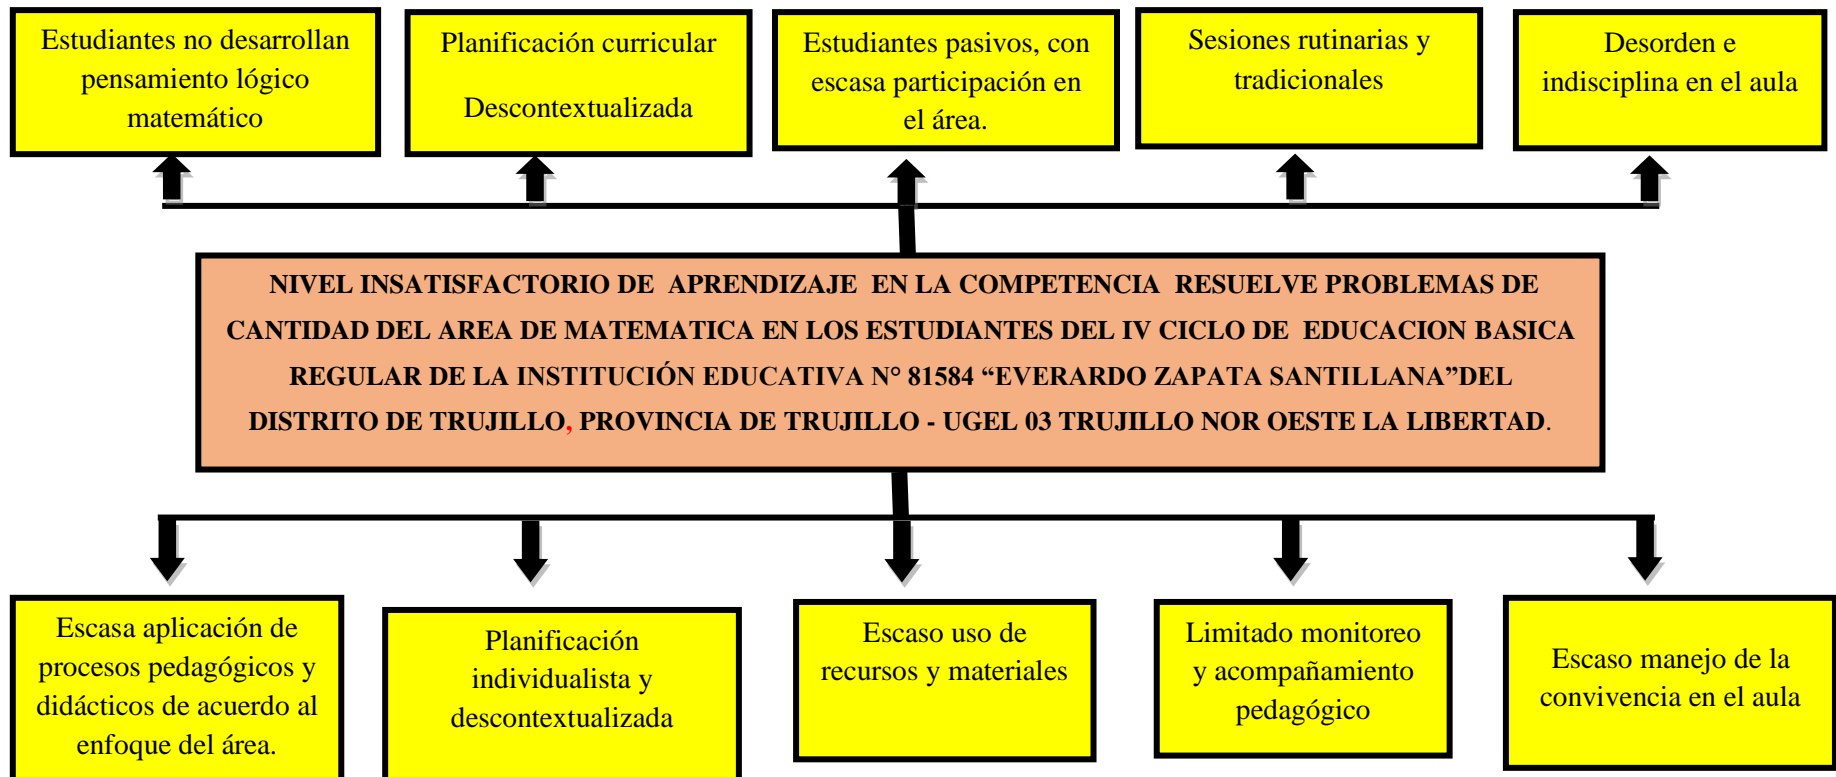 Estudiantes no desarrollan
pensamiento lógico
matemático
Planificación curricular
Descontextualizada
Estudiantes pasivos, con
escasa participación en
el área.
Sesiones rutinarias y
tradicionales
Desorden e
indisciplina en el aula
NIVEL INSATISFACTORIO DE APRENDIZAJE EN LA COMPETENCIA RESUELVE PROBLEMAS DE
CANTIDAD DEL AREA DE MATEMATICA EN LOS ESTUDIANTES DEL IV CICLO DE EDUCACION BASICA
REGULAR DE LA INSTITUCIÓN EDUCATIVA N° 81584 “EVERARDO ZAPATA SANTILLANA”DEL
DISTRITO DE TRUJILLO, PROVINCIA DE TRUJILLO - UGEL 03 TRUJILLO NOR OESTE LA LIBERTAD.
Escasa aplicación de
procesos pedagógicos y
didácticos de acuerdo al
enfoque del área.
Planificación
individualista y
descontextualizada
Escaso uso de
recursos y materiales
Limitado monitoreo
y acompañamiento
pedagógico
Escaso manejo de la
convivencia en el aula